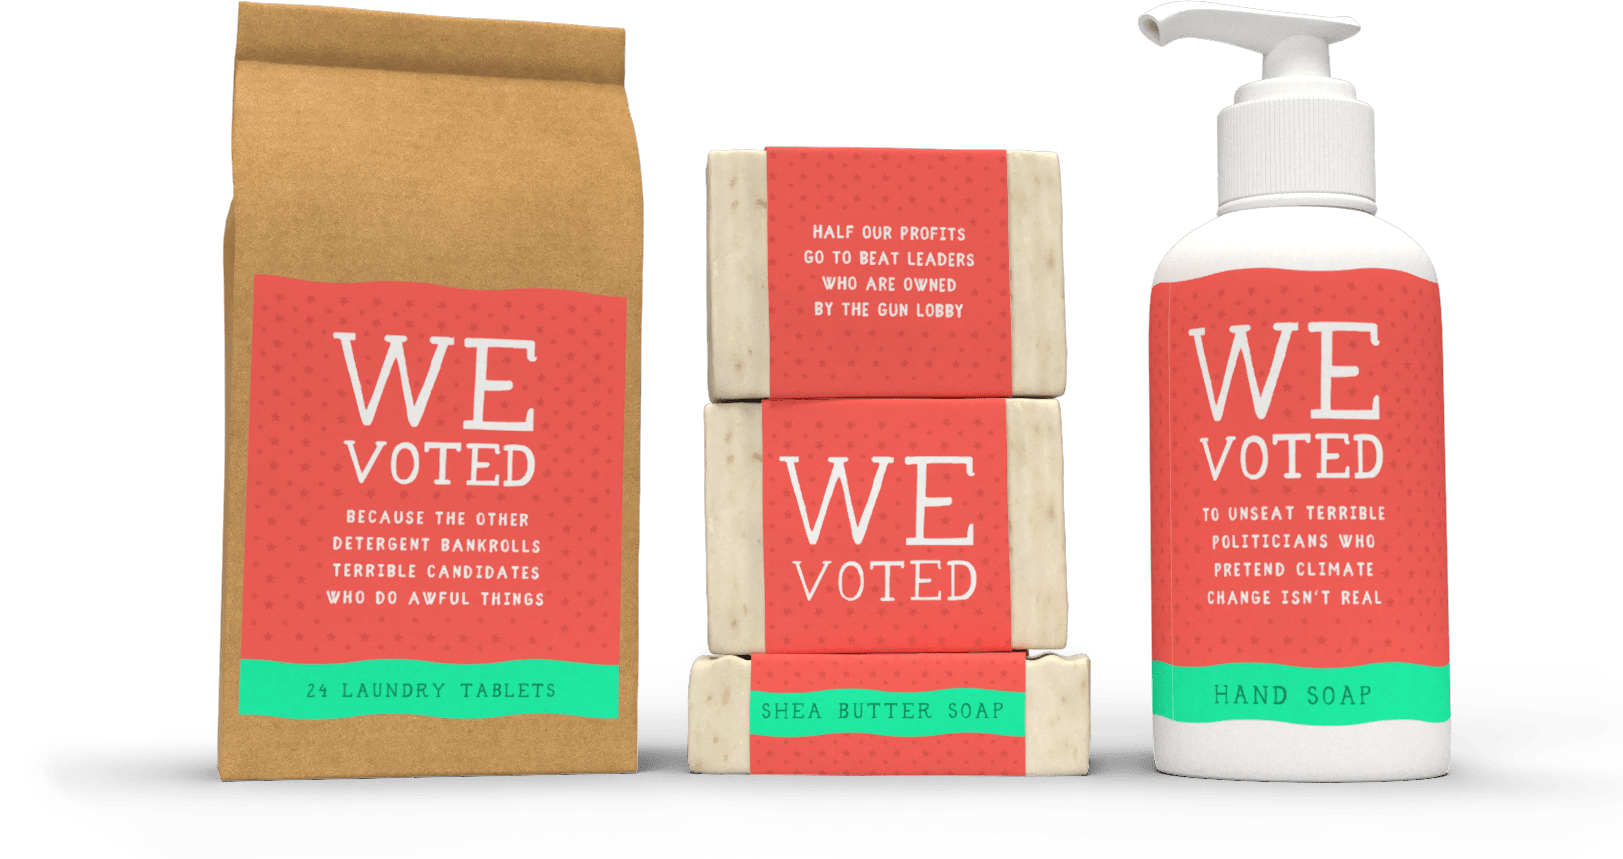 WE
VOTED
BECAUSE THE OTHER
DETERGENT BANKROLLS
TERRIBLE CANDIDATES
WHO DO AWFUL THINGS
24 LAUNDRY TABLETS
HALF OUR PROFITS
GO TO BEAT LEADERS
WHO ARE OWNED
BY THE GUN LOBBY
WE
VOTED
SHEA BUTTER SOAP
WE
VOTED
TO UNSEAT TERRIBLE
POLITICIANS WHO
PRETEND CLIMATE
CHANGE ISN'T REAL
HAND SOAP